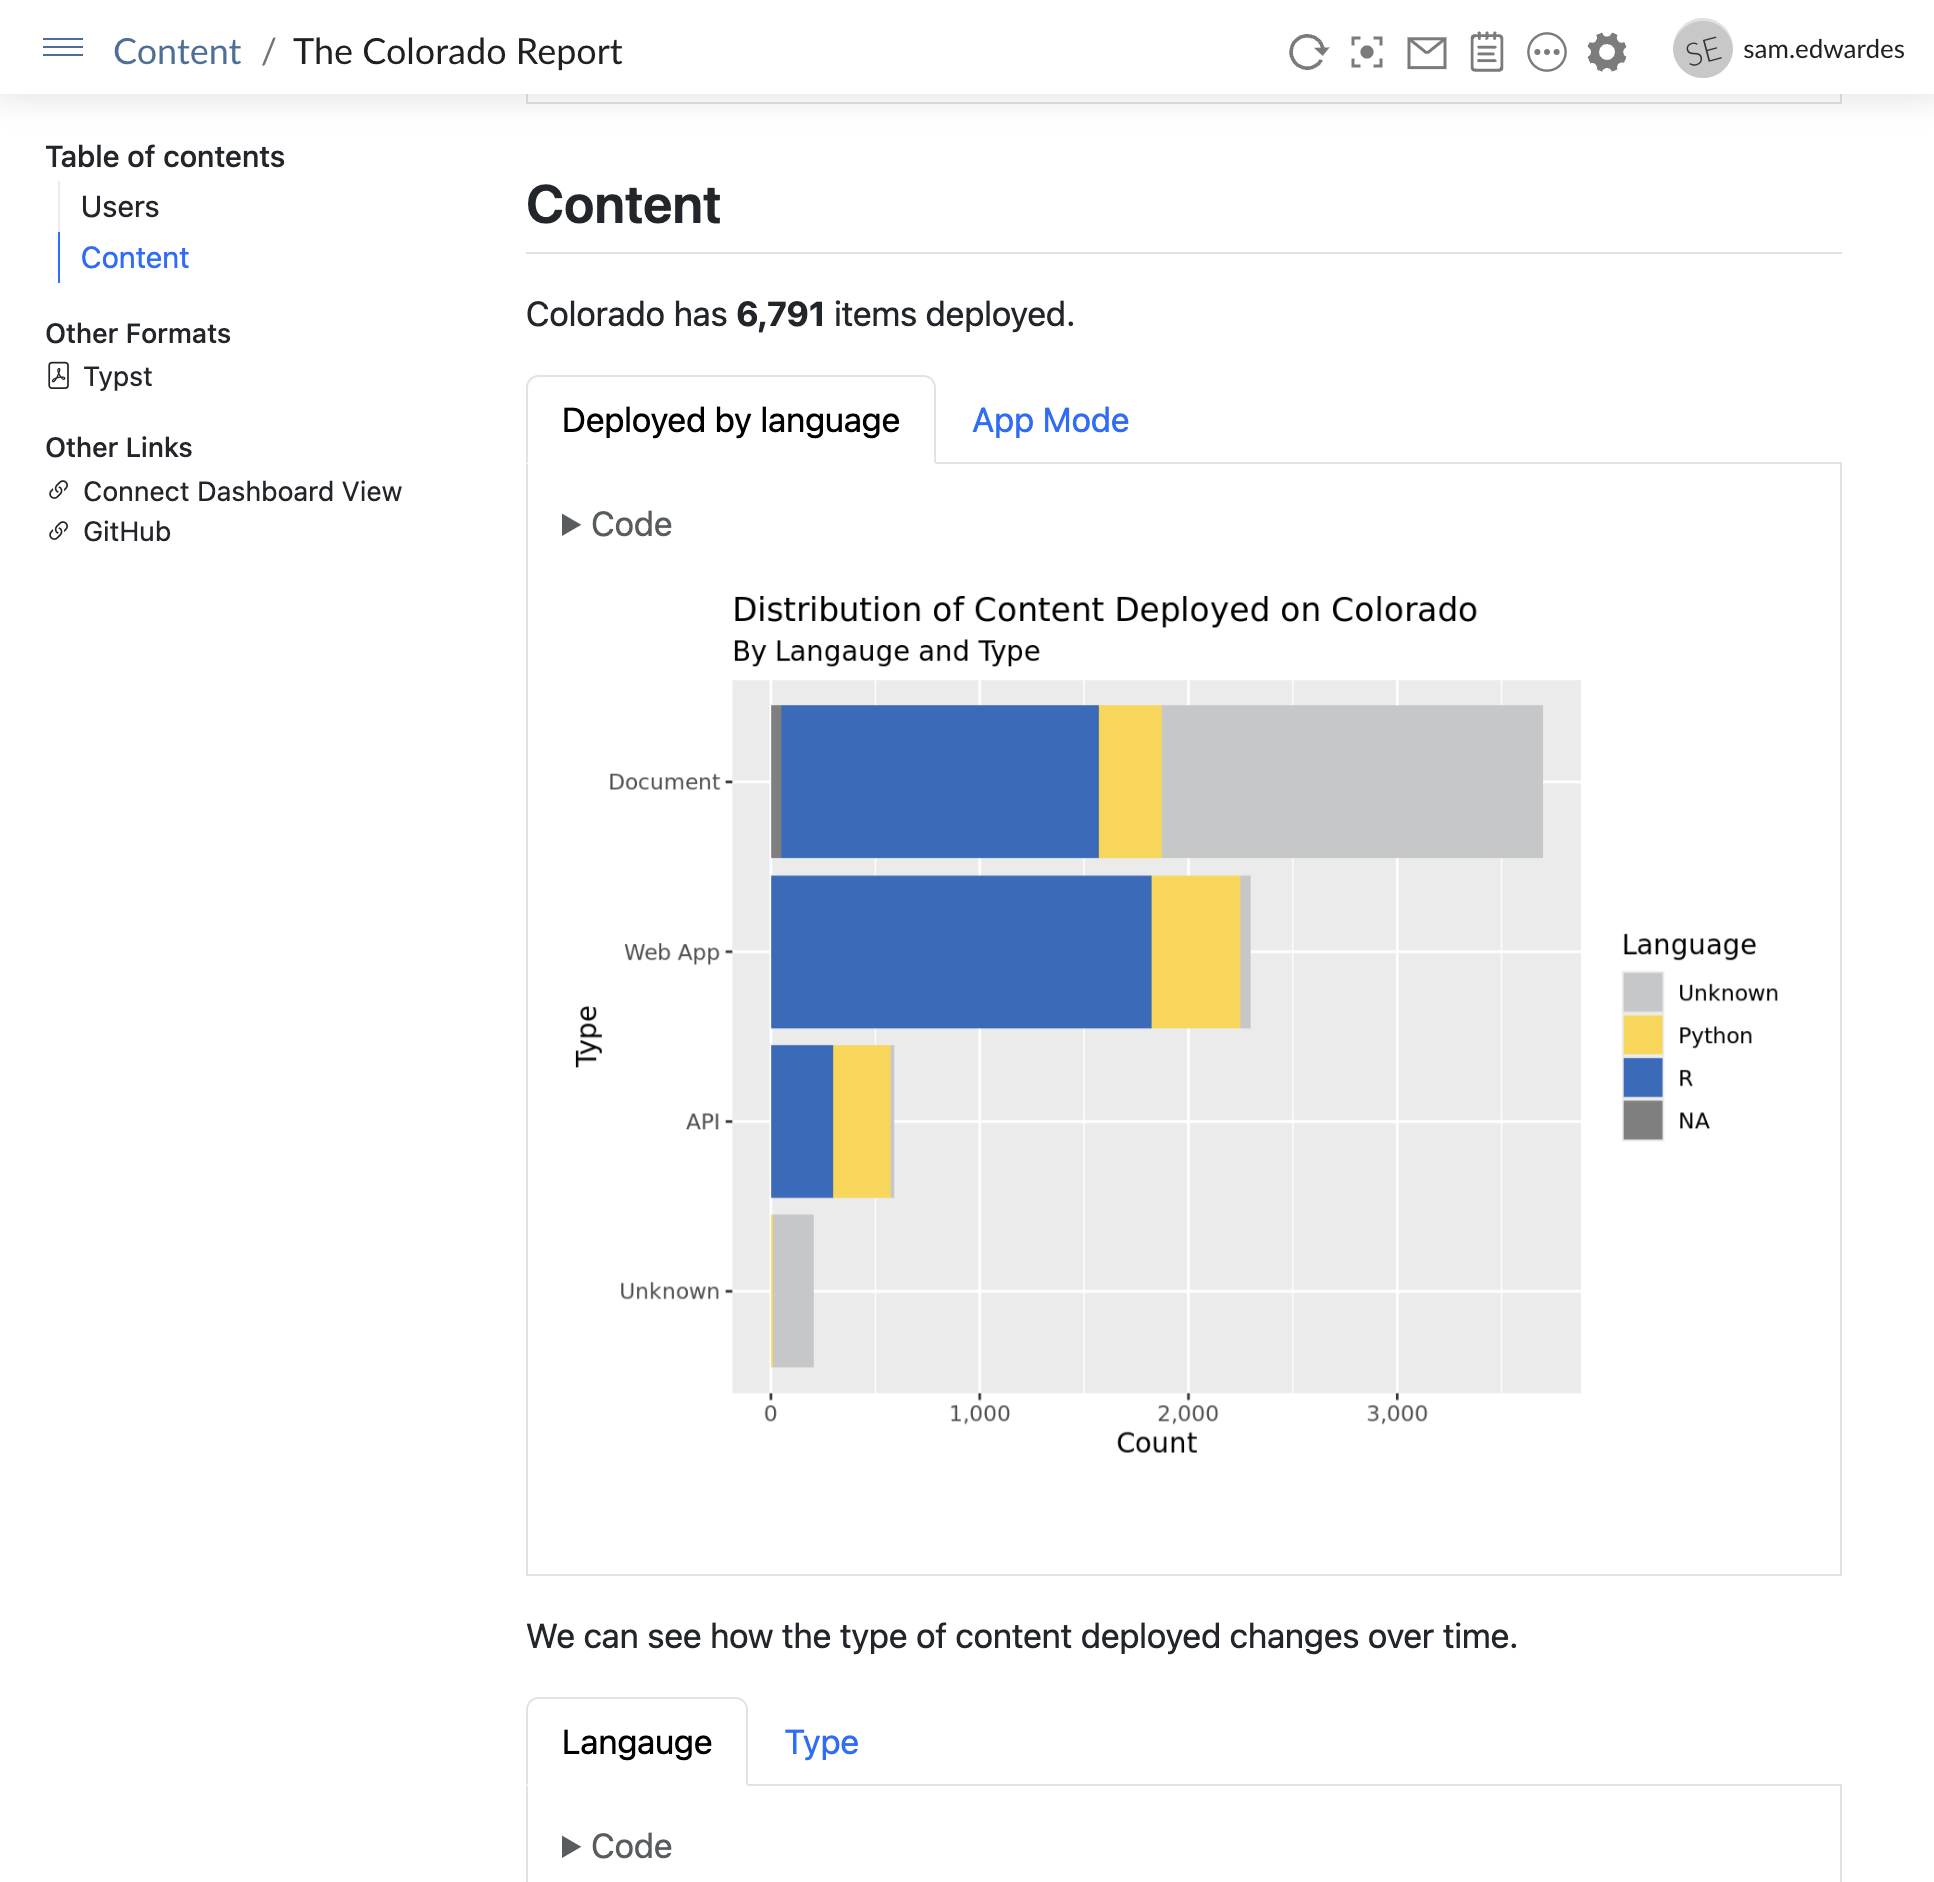 Content / The Colorado Report
SE sam.edwardes
Table of contents
Users
Content
Other Formats
Typst
Other Links
Connect Dashboard View
GitHub
Content
Colorado has 6,791 items deployed.
Deployed by language
App Mode
Code
Distribution of Content Deployed on Colorado
By Langauge and Type
Type
Document
Web App
API
Unknown
0 1,000 2,000 3,000
Count
Language
Unknown
Python
R
NA
We can see how the type of content deployed changes over time.
Langauge
Type
Code